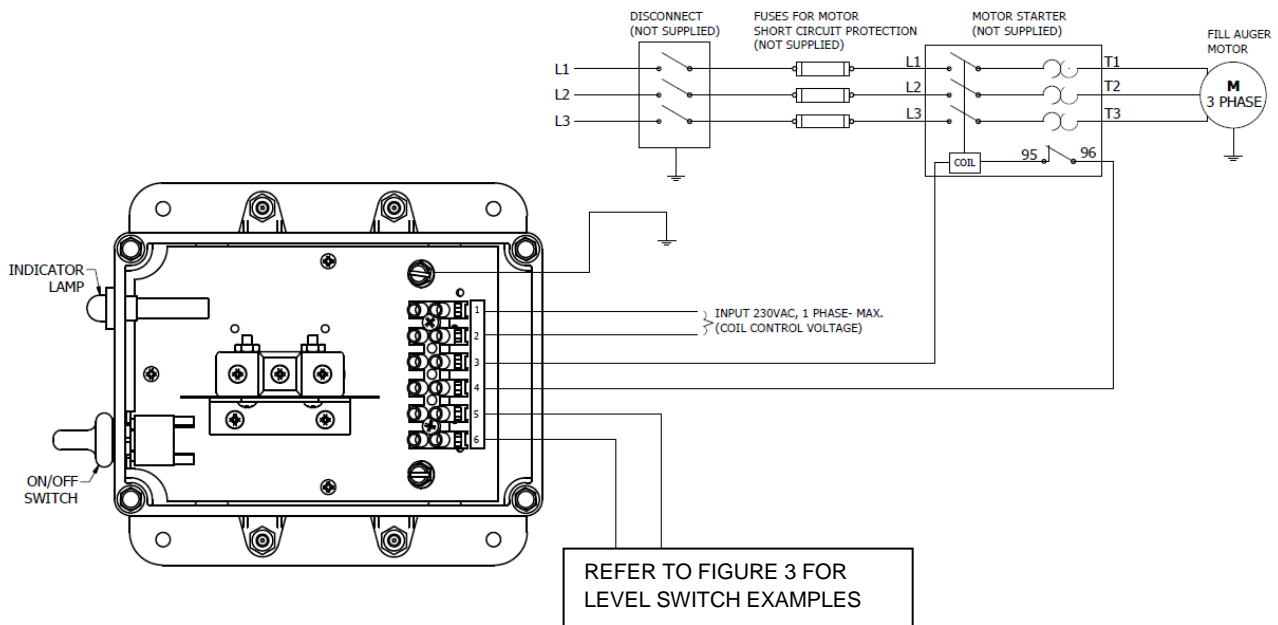 DISCONNECT
(NOT SUPPLIED)
FUSES FOR MOTOR
SHORT CIRCUIT PROTECTION
(NOT SUPPLIED)
MOTOR STARTER
(NOT SUPPLIED)
FILL AUGER
MOTOR
L1
L2
L3
L1
L2
L3
T1
T2
T3
M
3 PHASE
COIL
95
96
INDICATOR
LAMP
ON/OFF
SWITCH
1
2
3
4
5
6
INPUT 230VAC, 1 PHASE- MAX.
(COIL CONTROL VOLTAGE)
REFER TO FIGURE 3 FOR
LEVEL SWITCH EXAMPLES